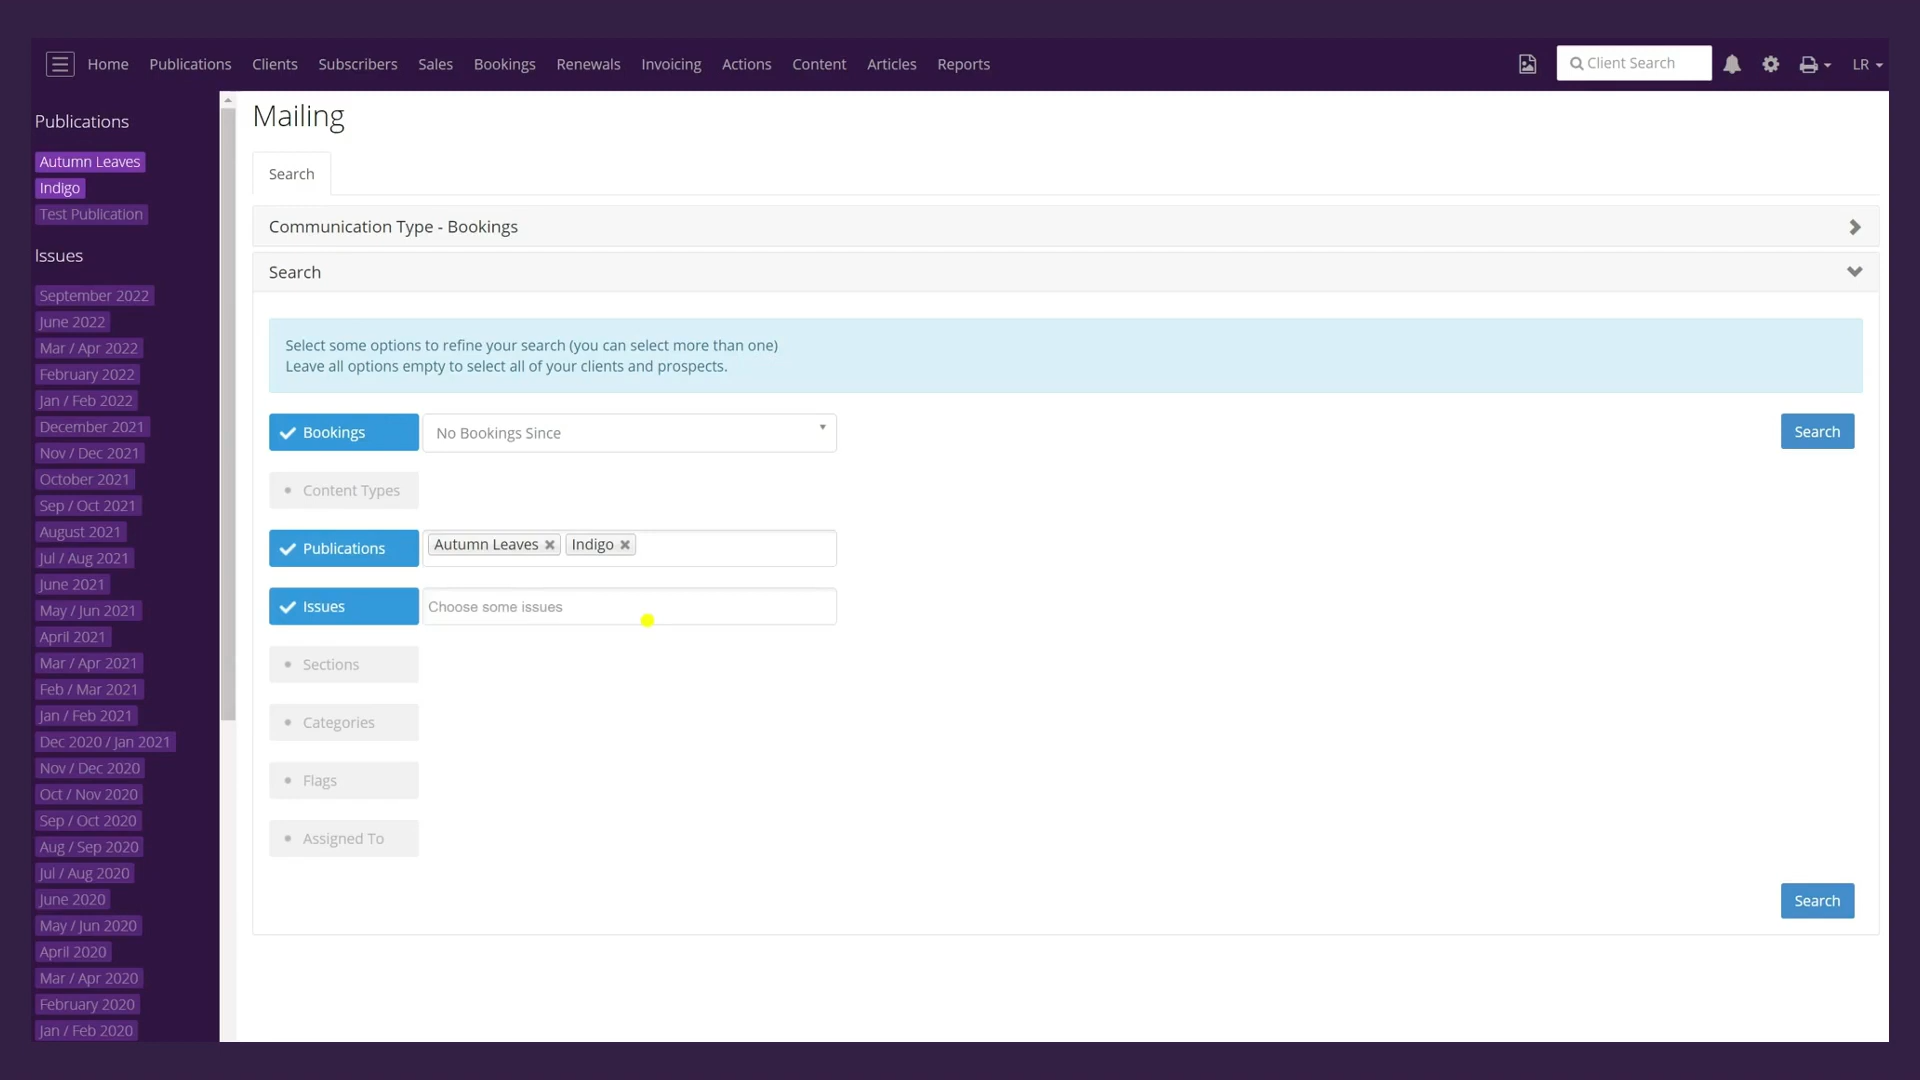 Home Publications Clients Subscribers Sales Bookings Renewals Invoicing Actions Content Articles Reports Client Search LR
Publications
Autumn Leaves
Indigo
Test Publication
Issues
September 2022
June 2022
Mar / Apr 2022
February 2022
Jan / Feb 2022
December 2021
Nov / Dec 2021
October 2021
Sep / Oct 2021
August 2021
Jul / Aug 2021
June 2021
May / Jun 2021
April 2021
Mar / Apr 2021
Feb / Mar 2021
Jan / Feb 2021
Dec 2020 / Jan 2021
Nov / Dec 2020
Oct / Nov 2020
Sep / Oct 2020
Aug / Sep 2020
Jul / Aug 2020
June 2020
May / Jun 2020
April 2020
Mar / Apr 2020
February 2020
Jan / Feb 2020
Mailing
Search
Communication Type - Bookings
Search
Select some options to refine your search (you can select more than one)
Leave all options empty to select all of your clients and prospects.
Bookings No Bookings Since Search
Content Types
Publications Autumn Leaves Indigo
Issues Choose some issues
Sections
Categories
Flags
Assigned To
Search